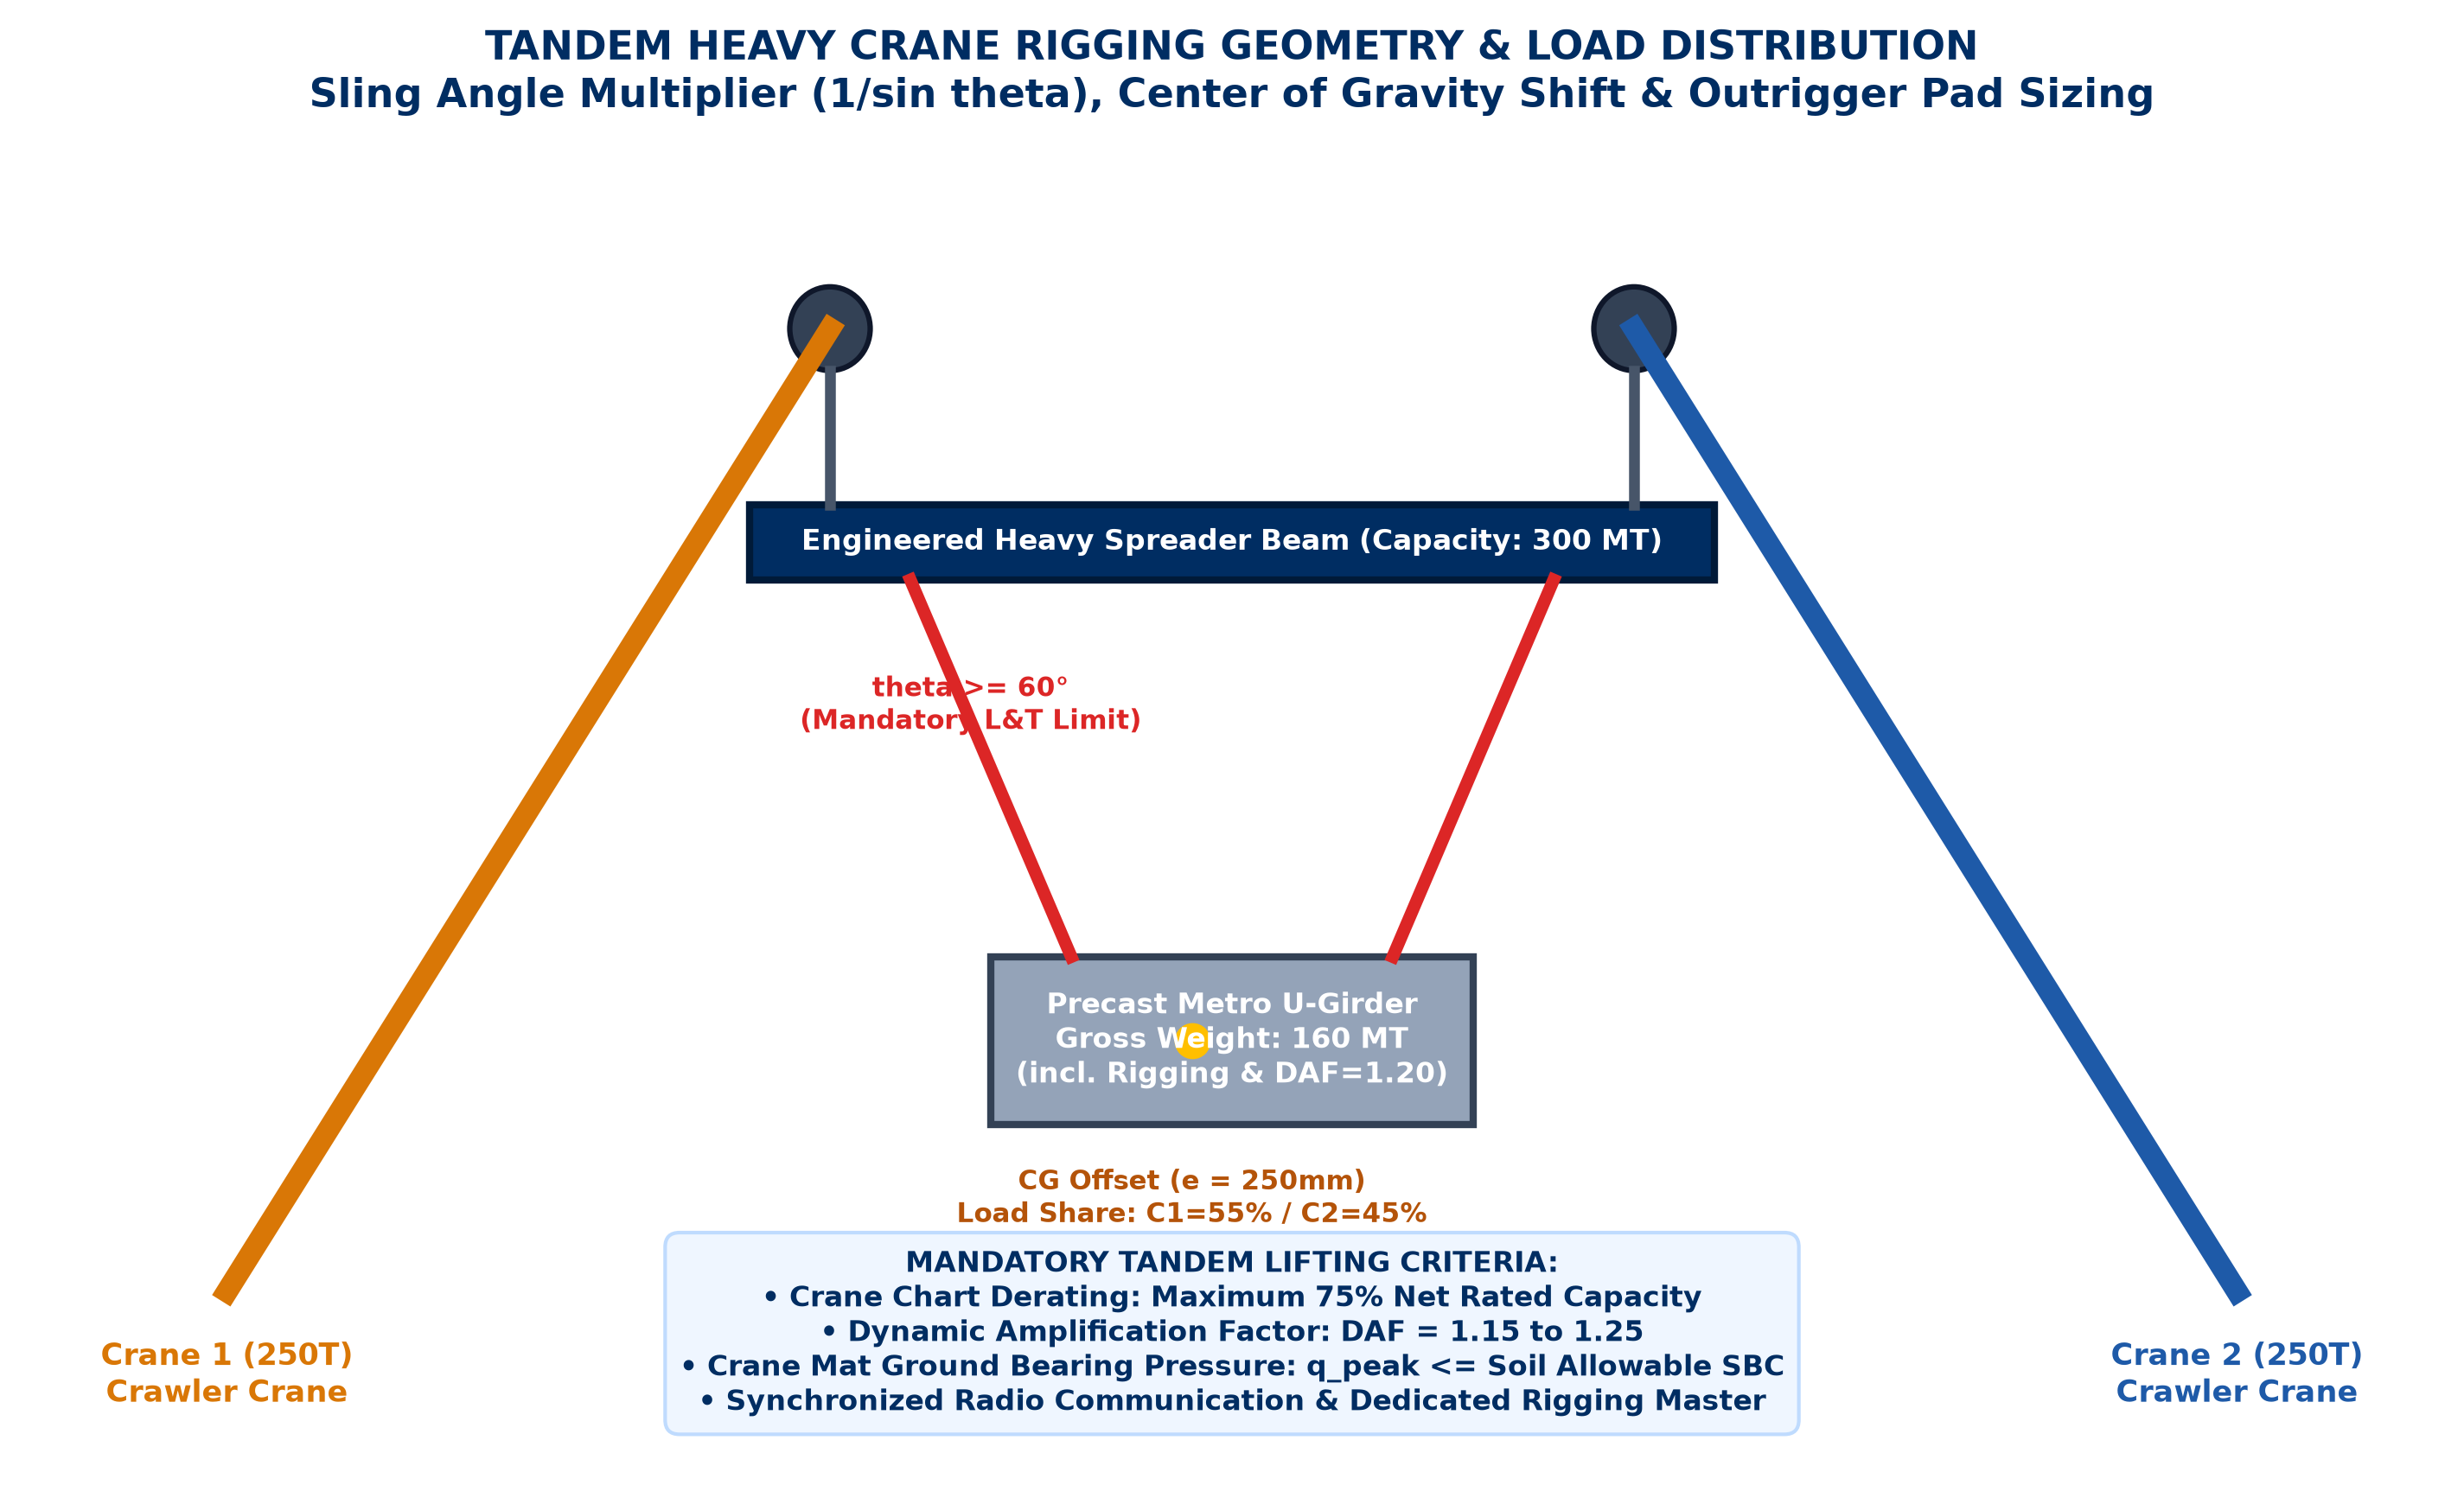 TANDEM HEAVY CRANE RIGGING GEOMETRY & LOAD DISTRIBUTION
Sling Angle Multiplier (1/sin theta), Center of Gravity Shift & Outrigger Pad Sizing
Engineered Heavy Spreader Beam (Capacity: 300 MT)
theta >= 60°
(Mandatory L&T Limit)
Precast Metro U-Girder
Gross Weight: 160 MT
(incl. Rigging & DAF=1.20)
CG Offset (e = 250mm)
Load Share: C1=55% / C2=45%
MANDATORY TANDEM LIFTING CRITERIA:
• Crane Chart Derating: Maximum 75% Net Rated Capacity
• Dynamic Amplification Factor: DAF = 1.15 to 1.25
• Crane Mat Ground Bearing Pressure: q_peak <= Soil Allowable SBC
• Synchronized Radio Communication & Dedicated Rigging Master
Crane 1 (250T)
Crawler Crane
Crane 2 (250T)
Crawler Crane